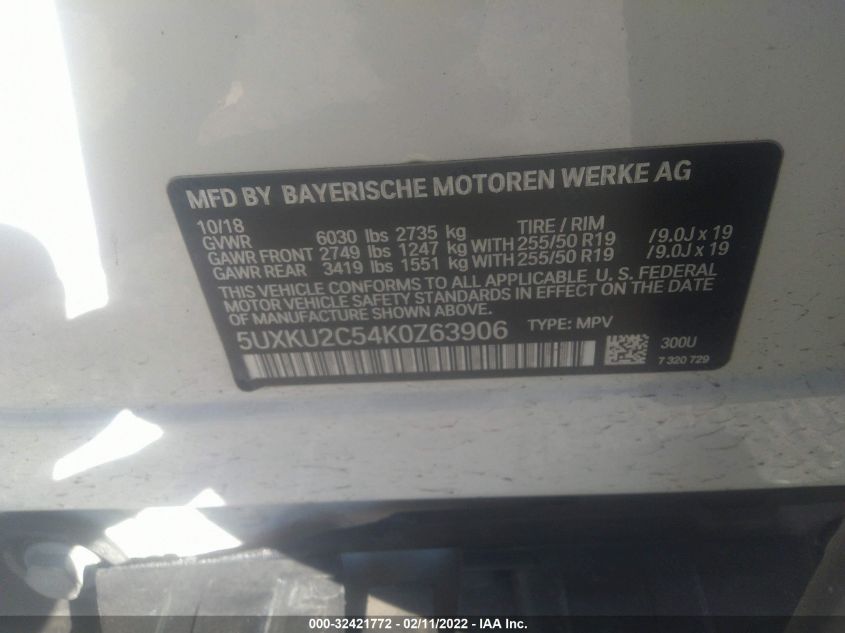 MFD BY BAYERISCHE MOTOREN WERKE AG
10/18 TIRE / RIM
GVWR 6030 lbs 2735 kg
GAWR FRONT 2749 lbs 1247 kg WITH 255/50 R19 /9.0J x 19
GAWR REAR 3419 lbs 1551 kg WITH 255/50 R19 /9.0J x 19
THIS VEHICLE CONFORMS TO ALL APPLICABLE U. S. FEDERAL
MOTOR VEHICLE SAFETY STANDARDS IN EFFECT ON THE DATE
OF MANUFACTURE SHOWN ABOVE.
5UXKU2C54K0Z63906 TYPE: MPV
300U
7 320 729
000-32421772 - 02/11/2022 - IAA Inc.